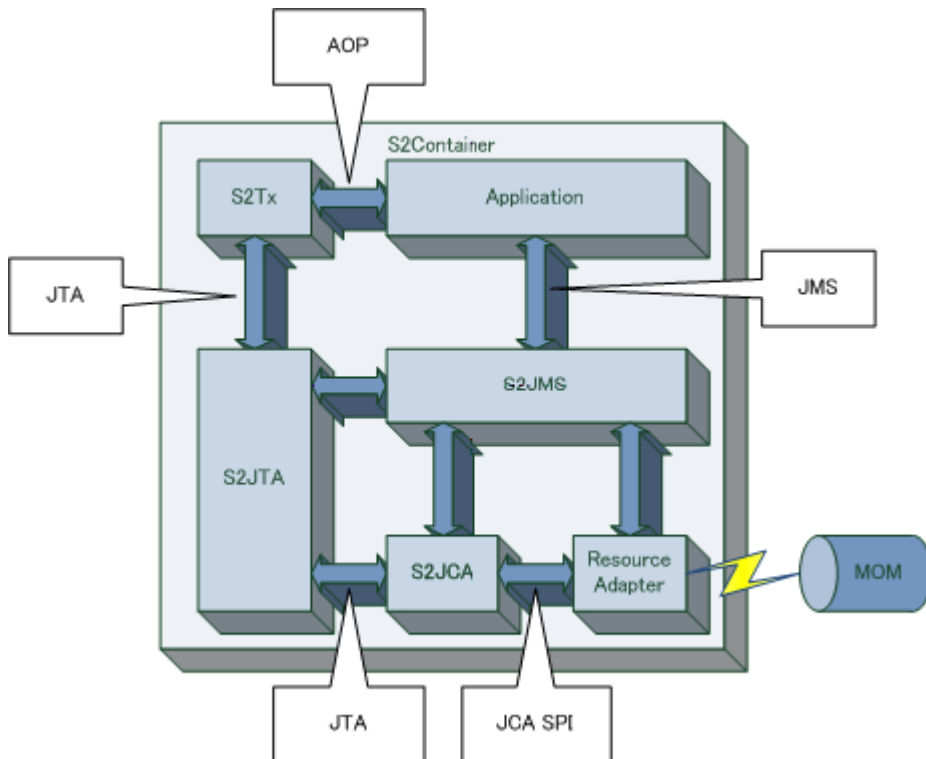 AOP
S2Container
S2Tx
Application
JTA
JMS
S2JMS
S2JTA
S2JCA
Resource
Adapter
MOM
JTA
JCA SPI